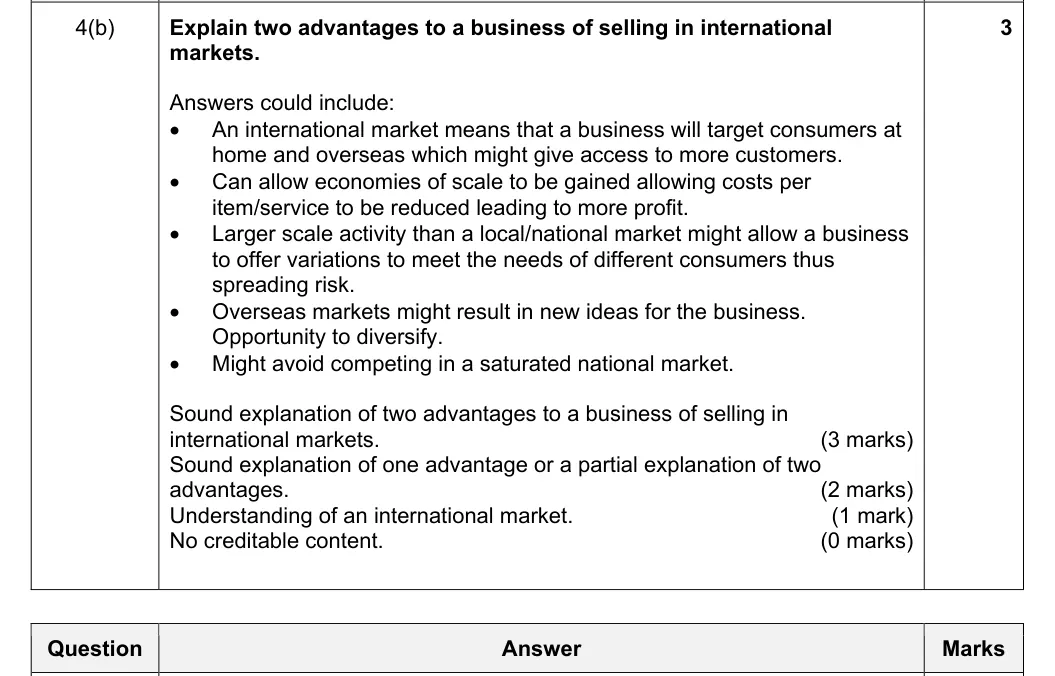 4(b) Explain two advantages to a business of selling in international 3
markets.
Answers could include:
• An international market means that a business will target consumers at
home and overseas which might give access to more customers.
• Can allow economies of scale to be gained allowing costs per
item/service to be reduced leading to more profit.
• Larger scale activity than a local/national market might allow a business
to offer variations to meet the needs of different consumers thus
spreading risk.
• Overseas markets might result in new ideas for the business.
Opportunity to diversify.
• Might avoid competing in a saturated national market.
Sound explanation of two advantages to a business of selling in
international markets. (3 marks)
Sound explanation of one advantage or a partial explanation of two
advantages. (2 marks)
Understanding of an international market. (1 mark)
No creditable content. (0 marks)
Question Answer Marks